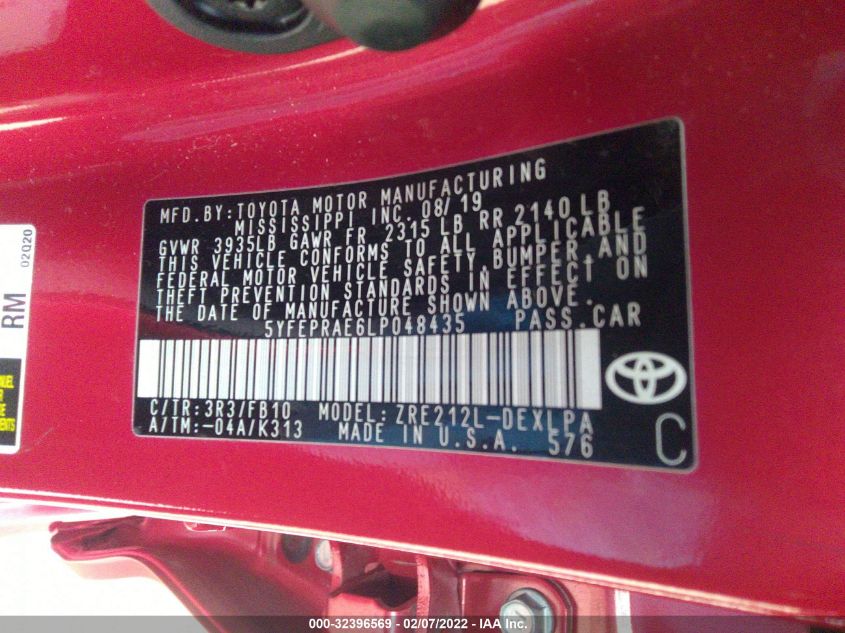 MFD.BY:TOYOTA MOTOR MANUFACTURING
MISSISSIPPI INC. 08/19
GVWR 3935LB GAWR FR 2315 LB RR 2140 LB
THIS VEHICLE CONFORMS TO ALL APPLICABLE
FEDERAL MOTOR VEHICLE SAFETY,BUMPER,AND
THEFT PREVENTION STANDARDS IN EFFECT ON
THE DATE OF MANUFACTURE SHOWN ABOVE.
5YFEPRAE6LP048435 PASS.CAR
C/TR:3R3/FB10 MODEL:ZRE212L-DEXLPA
A/TM:-04A/K313 MADE IN U.S.A. 576
C
RM
02Q20
000-32396569 - 02/07/2022 - IAA Inc.